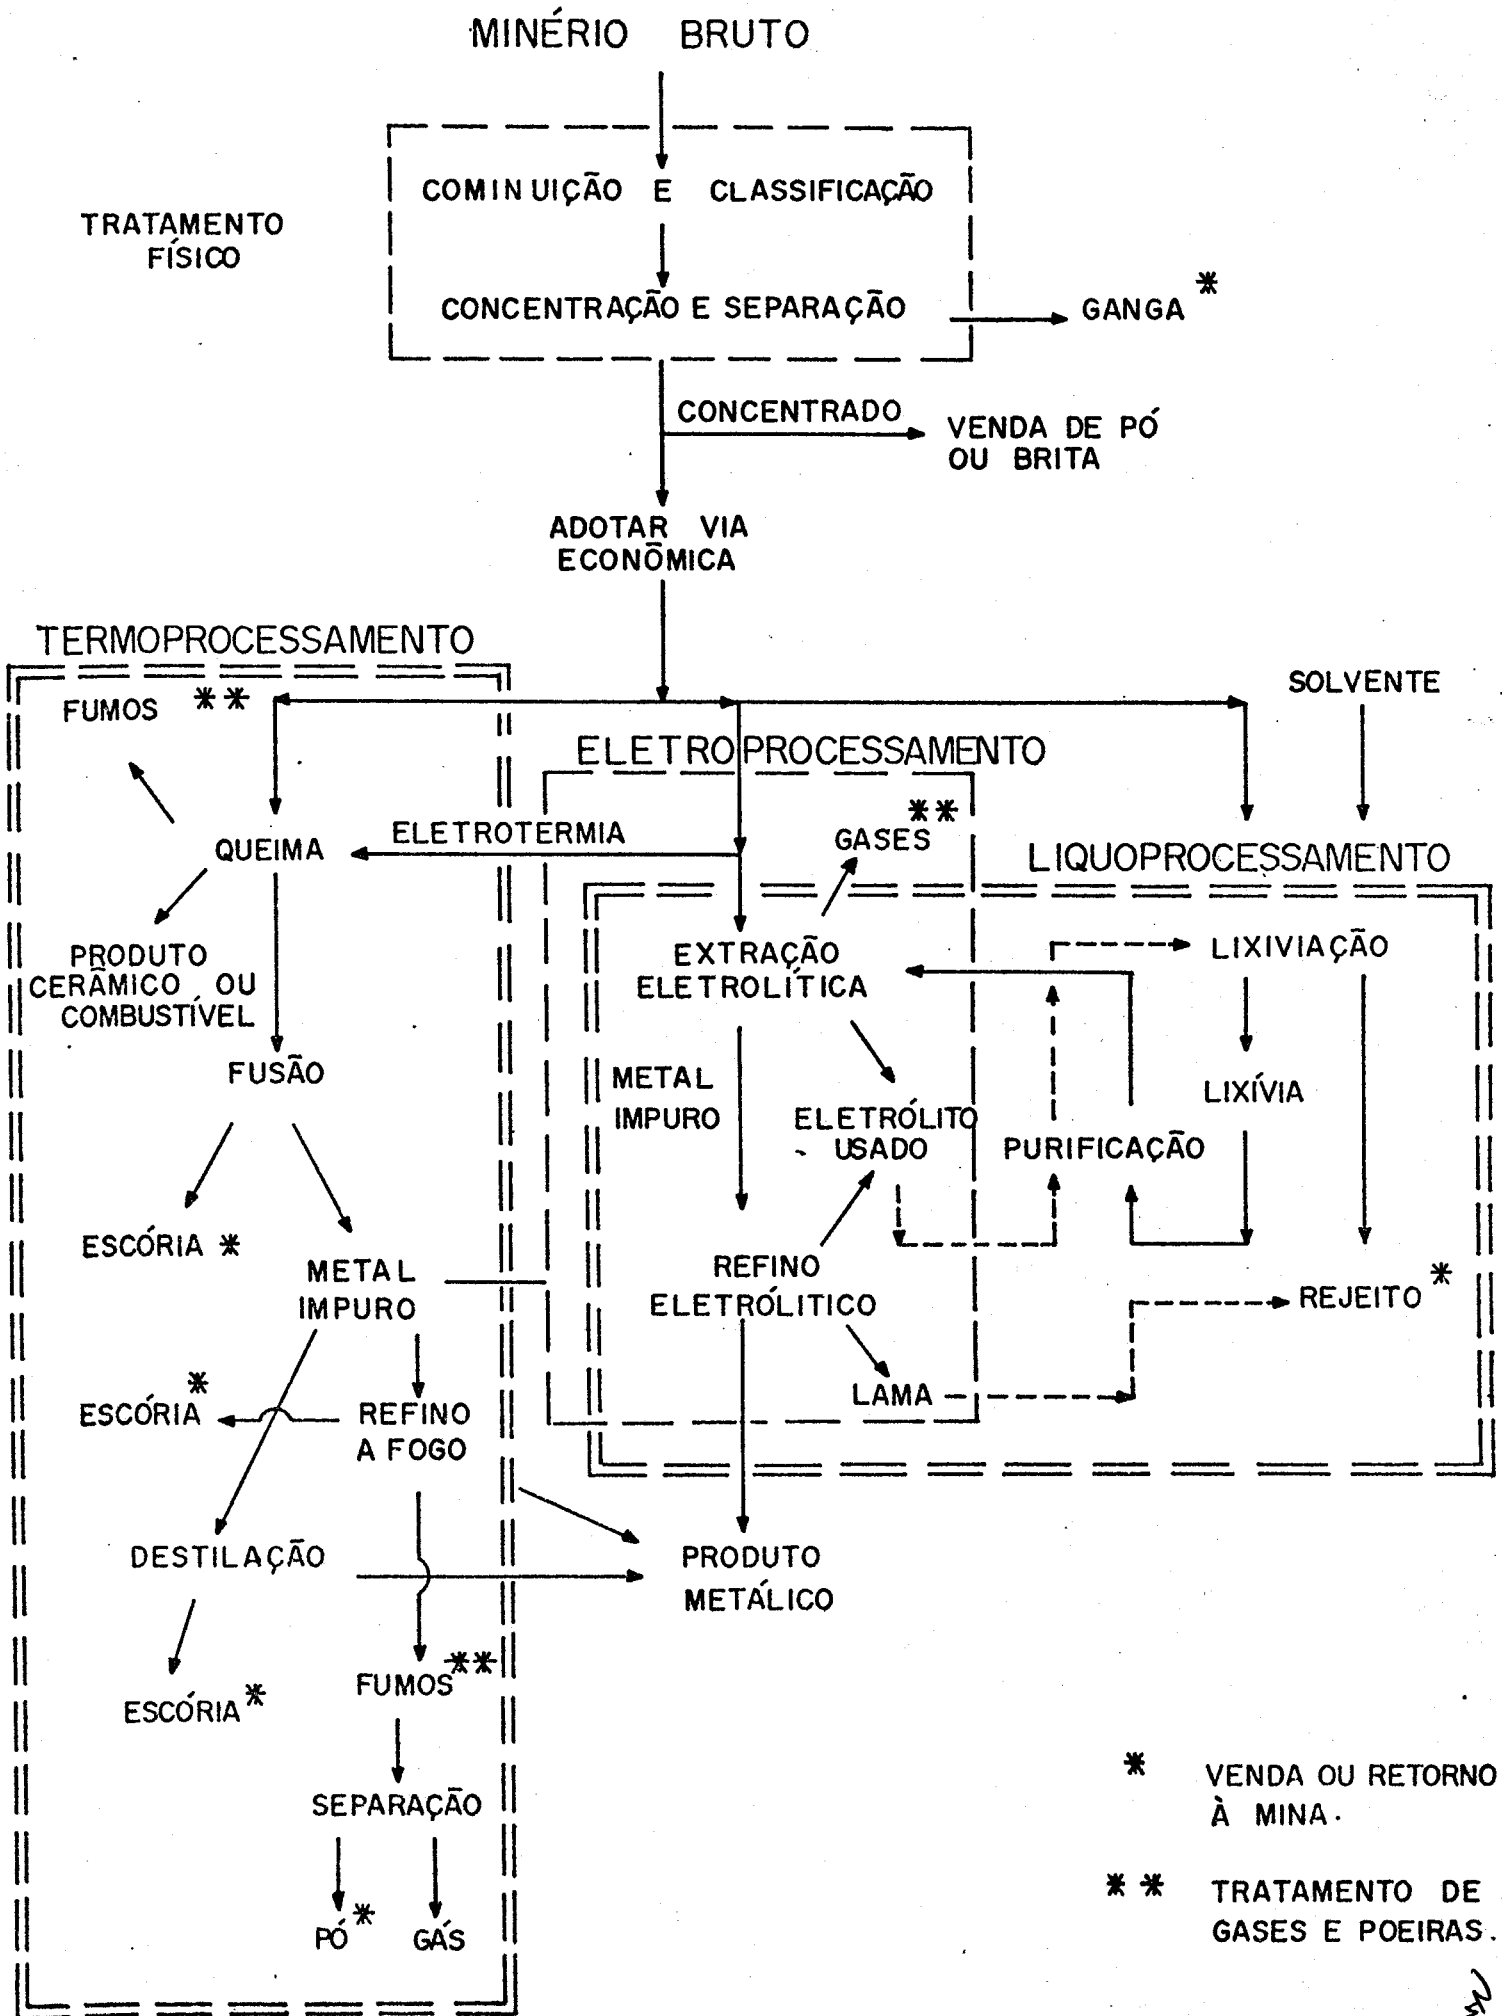 MINÉRIO BRUTO
COMINUIÇÃO E CLASSIFICAÇÃO
TRATAMENTO
FÍSICO
CONCENTRAÇÃO E SEPARAÇÃO
GANGA *
CONCENTRADO
VENDA DE PÓ
OU BRITA
ADOTAR VIA
ECONÔMICA
TERMOPROCESSAMENTO
FUMOS **
SOLVENTE
ELETROPROCESSAMENTO
QUEIMA
ELETROTERMIA
GASES **
LIQUOPROCESSAMENTO
PRODUTO
CERÂMICO OU
COMBUSTÍVEL
EXTRAÇÃO
ELETROLÍTICA
LIXIVIAÇÃO
FUSÃO
METAL
IMPURO
ELETRÓLITO
USADO
PURIFICAÇÃO
LIXÍVIA
ESCÓRIA *
METAL
IMPURO
REFINO
ELETRÓLITICO
REJEITO *
ESCÓRIA *
REFINO
A FOGO
LAMA
DESTILAÇÃO
PRODUTO
METÁLICO
ESCÓRIA *
FUMOS **
SEPARAÇÃO
PÓ *
GÁS
* VENDA OU RETORNO
À MINA.
** TRATAMENTO DE
GASES E POEIRAS.